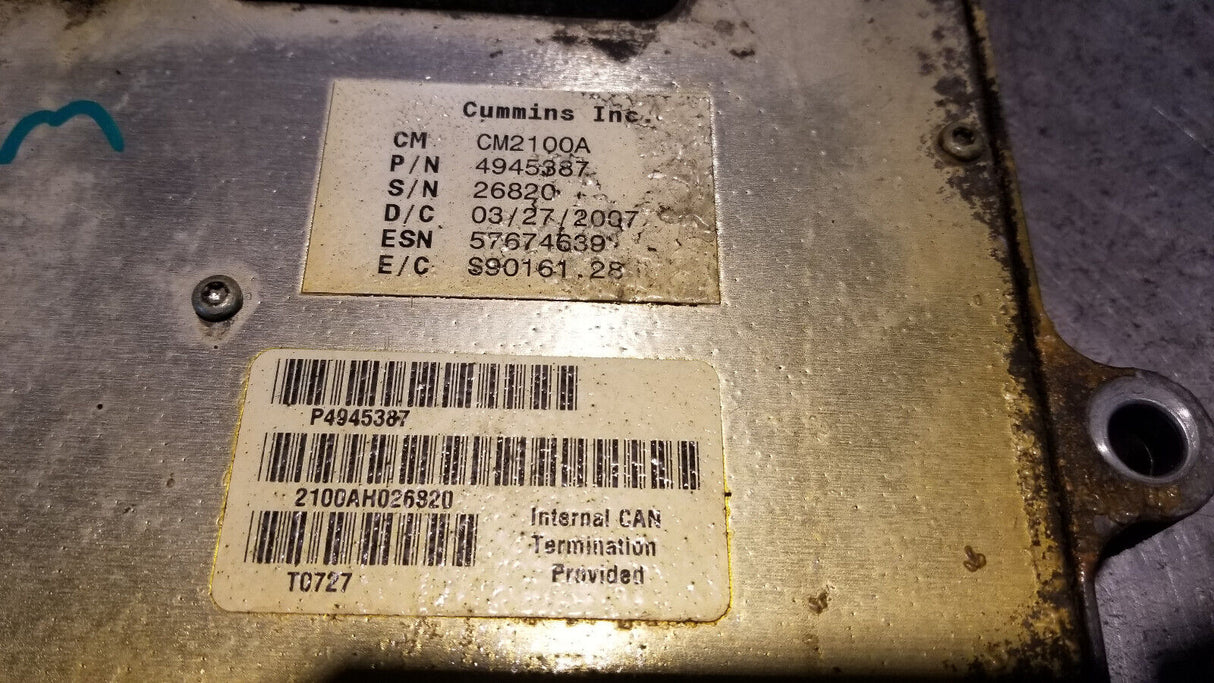 Cummins Inc.
CM CM2100A
P/N 4945387
S/N 26820
D/C 03/27/2007
ESN 57674639
E/C S90161.28
P4945387
2100AH026820
Internal CAN
Termination
Provided
T0727